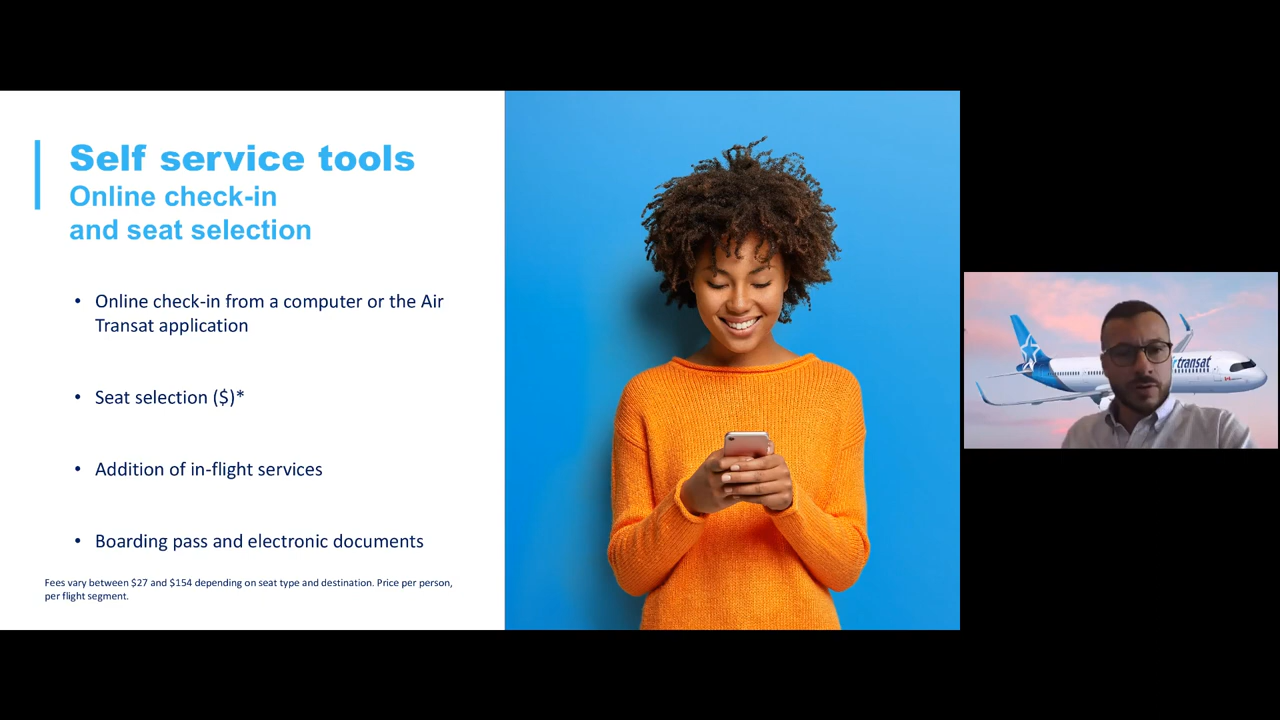 Self service tools
Online check-in
and seat selection
• Online check-in from a computer or the Air
Transat application
• Seat selection ($)*
• Addition of in-flight services
• Boarding pass and electronic documents
Fees vary between $27 and $154 depending on seat type and destination. Price per person,
per flight segment.
transat